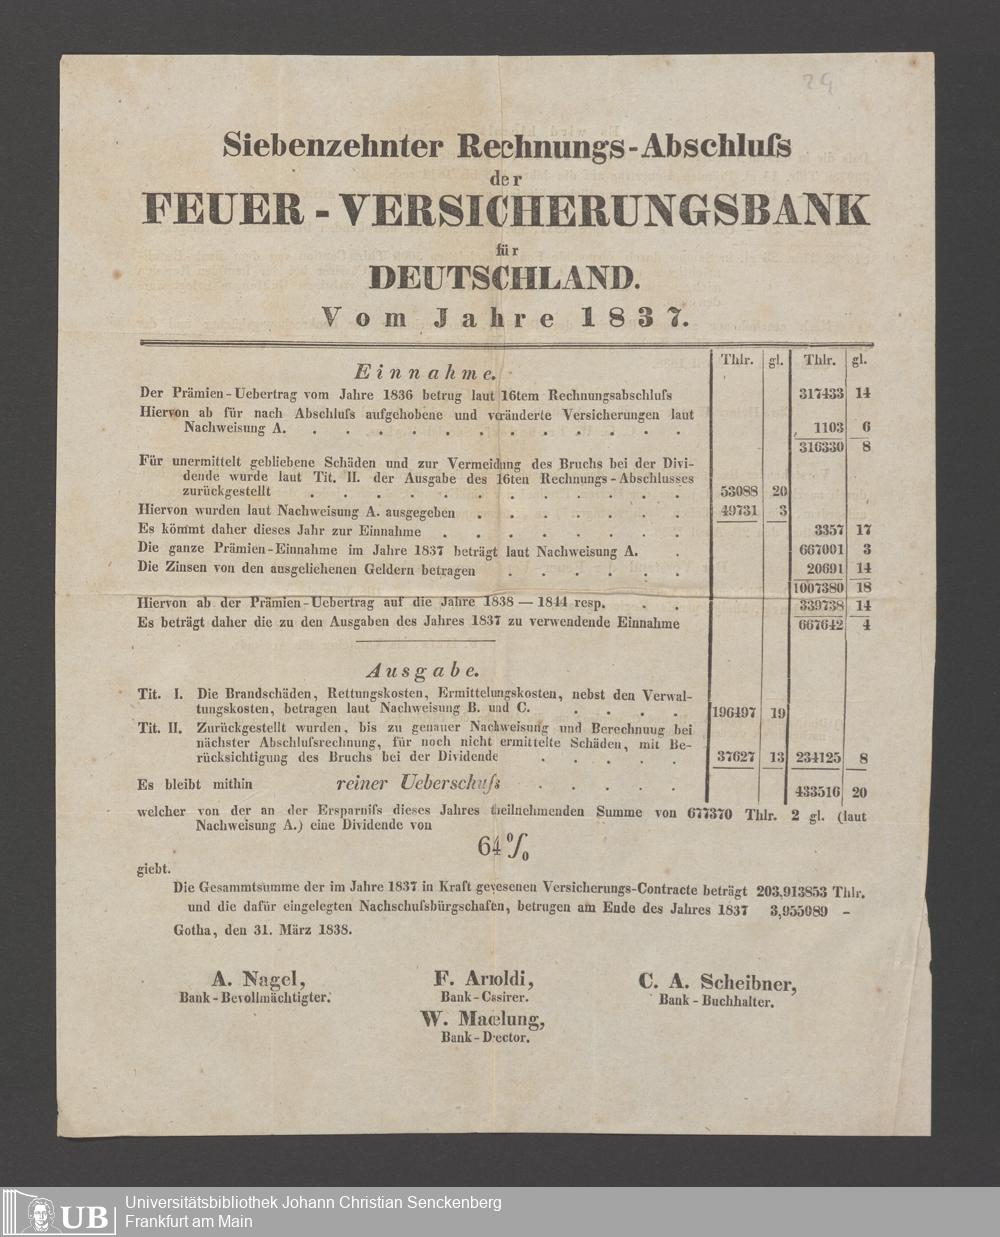 24
Siebenzehnter Rechnungs-Abschluſs
der
FEUER-VERSICHERUNGSBANK
für
DEUTSCHLAND.
Vom Jahre 1837.
Thlr. gl. Thlr. gl.
Einnahme.
Der Prämien-Uebertrag vom Jahre 1836 betrug laut 16tem Rechnungsabschluſs 317433 14
Hiervon ab für nach Abschluſs aufgehobene und veränderte Versicherungen laut
Nachweisung A. . . . . . . . . . . . . 1103 6
316330 8
Für unermittelt gebliebene Schäden und zur Vermeidung des Bruchs bei der Divi-
dende wurde laut Tit. II. der Ausgabe des 16ten Rechnungs-Abschlusses
zurückgestellt . . . . . . . . . . . . 53088 20
Hiervon wurden laut Nachweisung A. ausgegeben . . . . . . . 49731 3
Es kömmt daher dieses Jahr zur Einnahme . . . . . . . . 3357 17
Die ganze Prämien-Einnahme im Jahre 1837 beträgt laut Nachweisung A. . 667001 3
Die Zinsen von den ausgeliehenen Geldern betragen . . . . . . 20691 14
1007380 18
Hiervon ab der Prämien-Uebertrag auf die Jahre 1838 — 1844 resp. . . . 339738 14
Es beträgt daher die zu den Ausgaben des Jahres 1837 zu verwendende Einnahme 667642 4
Ausgabe.
Tit. I. Die Brandschäden, Rettungskosten, Ermittelungskosten, nebst den Verwal-
tungskosten, betragen laut Nachweisung B. und C. . . . . . 196497 19
Tit. II. Zurückgestellt wurden, bis zu genauer Nachweisung und Berechnung bei
nächster Abschluſsrechnung, für noch nicht ermittelte Schäden, mit Be-
rücksichtigung des Bruchs bei der Dividende . . . . . 37627 13 234125 8
Es bleibt mithin reiner Ueberschuſs . . . . . 433516 20
welcher von der an der Ersparniſs dieses Jahres theilnehmenden Summe von 677370 Thlr. 2 gl. (laut
Nachweisung A.) eine Dividende von
64 %
giebt.
Die Gesammtsumme der im Jahre 1837 in Kraft gewesenen Versicherungs-Contracte beträgt 203,913853 Thlr.
und die dafür eingelegten Nachschuſsbürgschafen, betrugen am Ende des Jahres 1837 3,955089 –
Gotha, den 31. März 1838.
A. Nagel,
Bank-Bevollmächtigter.
F. Arnoldi,
Bank-Cssirer.
C. A. Scheibner,
Bank-Buchhalter.
W. Madelung,
Bank-Director.
Universitätsbibliothek Johann Christian Senckenberg
Frankfurt am Main
UB